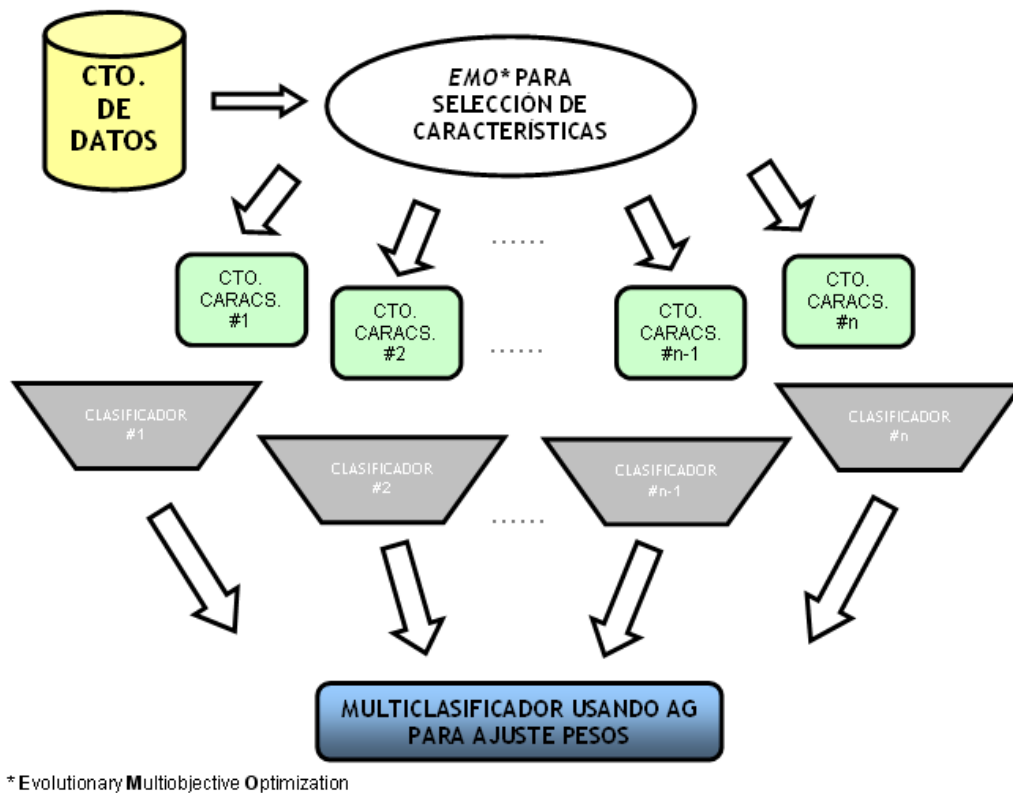 CTO.
DE
DATOS
EMO* PARA
SELECCIÓN DE
CARACTERÍSTICAS
......
CTO.
CARACS.
#1
CTO.
CARACS.
#2
......
CTO.
CARACS.
#n-1
CTO.
CARACS.
#n
CLASIFICADOR
#1
CLASIFICADOR
#2
......
CLASIFICADOR
#n-1
CLASIFICADOR
#n
MULTICLASIFICADOR USANDO AG
PARA AJUSTE PESOS
* Evolutionary Multiobjective Optimization